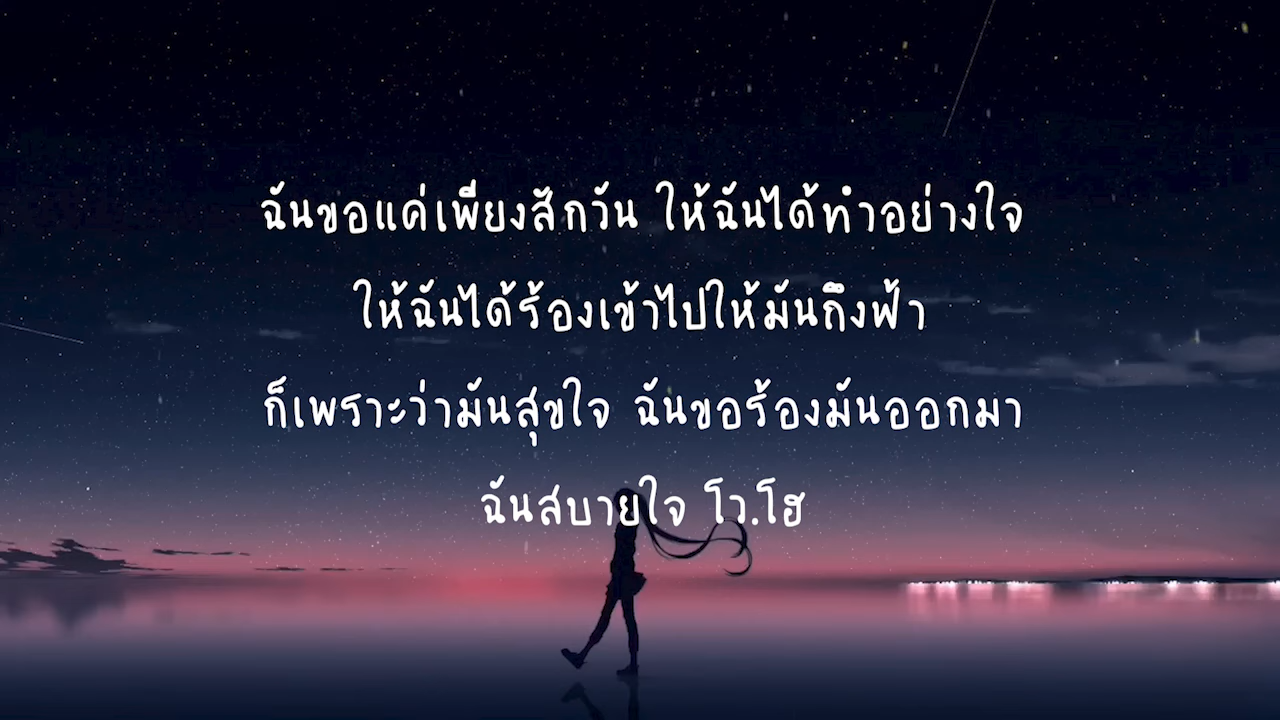 ฉันขอแค่เพียงสักวัน ให้ฉันได้ทำอย่างใจ
ให้ฉันได้ร้องเข้าไปให้มันถึงฟ้า
ก็เพราะว่ามันสุขใจ ฉันขอร้องมันออกมา
ฉันสบายใจ โว.โฮ